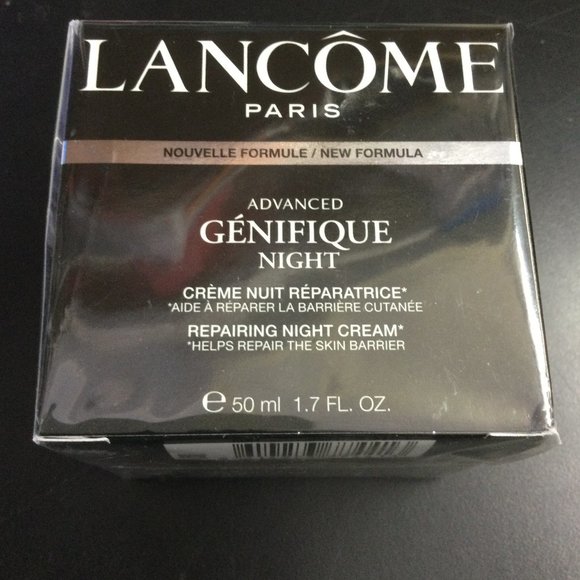 LANCÔME
PARIS
NOUVELLE FORMULE / NEW FORMULA
ADVANCED
GÉNIFIQUE
NIGHT
CRÈME NUIT RÉPARATRICE*
*AIDE À RÉPARER LA BARRIÈRE CUTANÉE
REPAIRING NIGHT CREAM*
*HELPS REPAIR THE SKIN BARRIER
℮ 50 ml 1.7 FL. OZ.